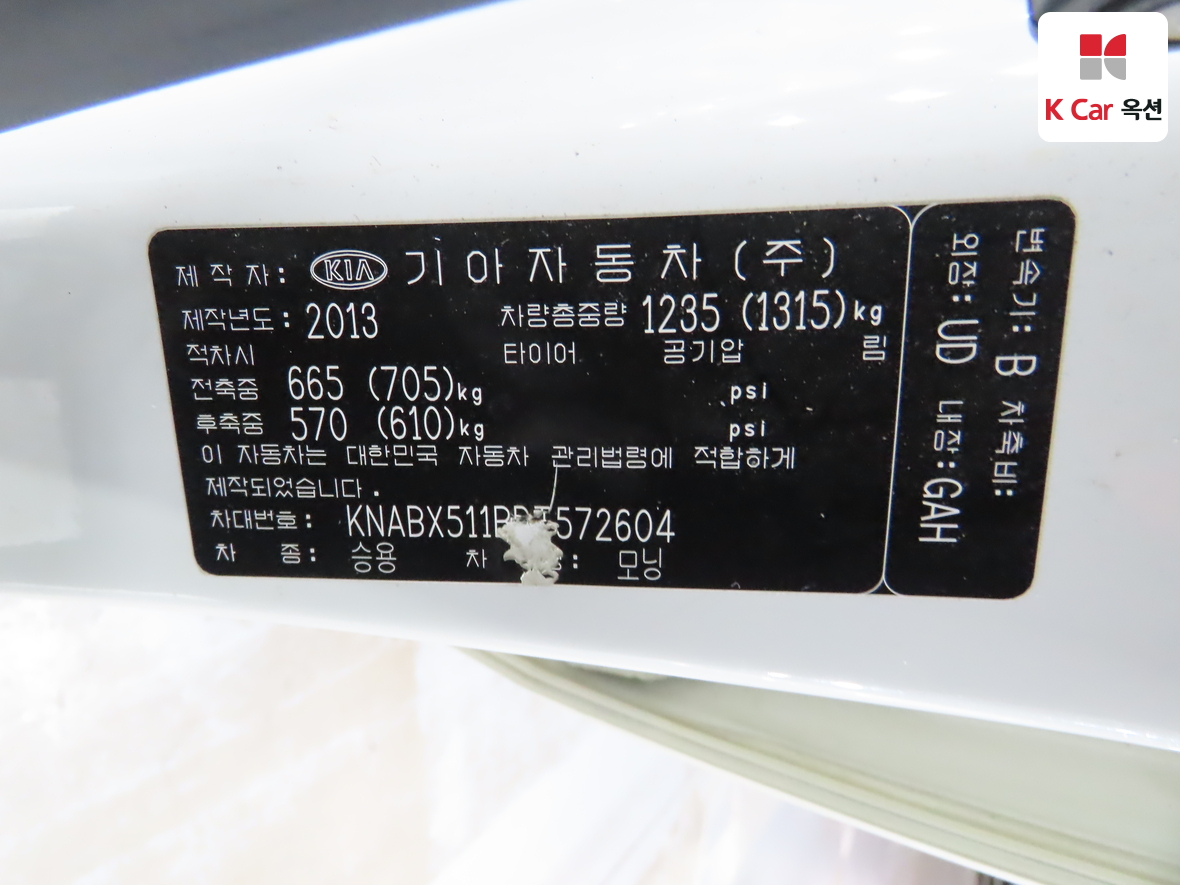 K Car 옥션
제 작 자 : KIA 기 아 자 동 차 ( 주 )
제작년도 : 2013 차량총중량 1235 (1315) kg
적차시 타이어 공기압 림
전축중 665 (705) kg psi
후축중 570 (610) kg psi
이 자동차는 대한민국 자동차 관리법령에 적합하게
제작되었습니다 .
차대번호 :
차 종 : 승용 차 : 모닝
변속기 : B 차축비 :
외장 : UD 내장 : GAH